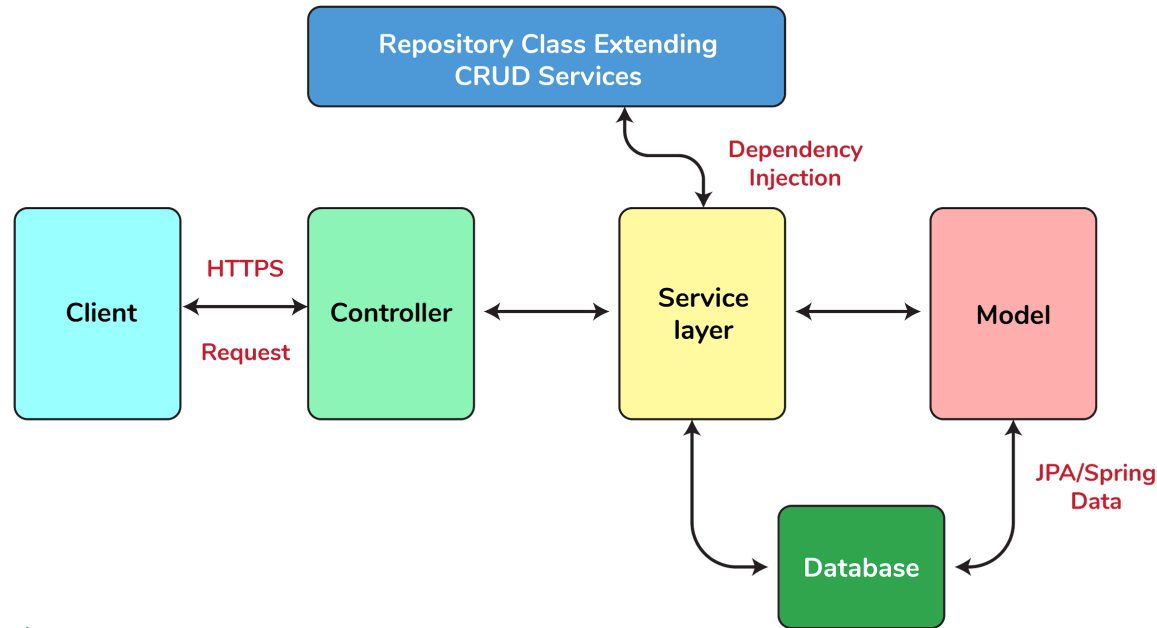 Repository Class Extending
CRUD Services
Dependency
Injection
HTTPS
Request
Client
Controller
Service
layer
Model
JPA/Spring
Data
Database